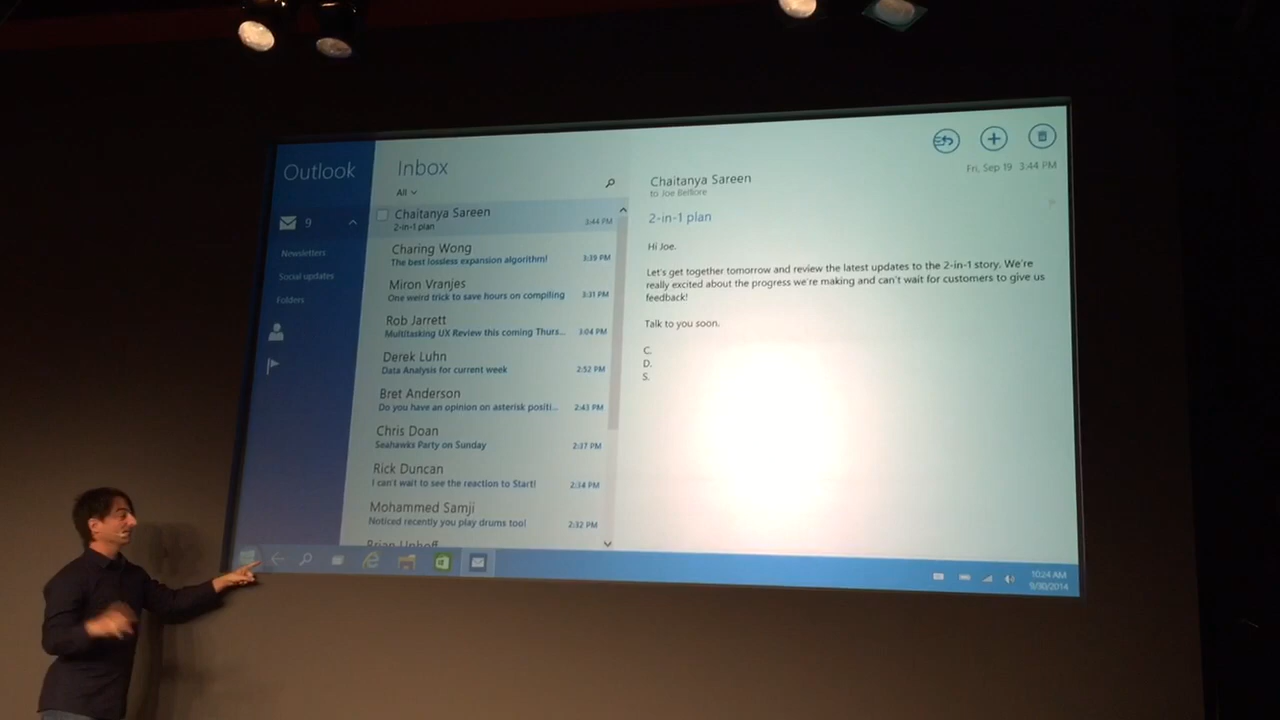 Outlook
9
Newsletters
Social updates
Folders
Inbox
All
Chaitanya Sareen
2-in-1 plan
3:44 PM
Charing Wong
The best lossless expansion algorithm!
3:39 PM
Miron Vranjes
One weird trick to save hours on compiling
3:31 PM
Rob Jarrett
Multitasking UX Review this coming Thurs...
3:04 PM
Derek Luhn
Data Analysis for current week
2:52 PM
Bret Anderson
Do you have an opinion on asterisk positi...
2:43 PM
Chris Doan
Seahawks Party on Sunday
2:37 PM
Rick Duncan
I can't wait to see the reaction to Start!
2:34 PM
Mohammed Samji
Noticed recently you play drums too!
2:32 PM
Brian Uphoff
Fri, Sep 19 3:44 PM
Chaitanya Sareen
to Joe Belfiore
2-in-1 plan
Hi Joe.
Let's get together tomorrow and review the latest updates to the 2-in-1 story. We're
really excited about the progress we're making and can't wait for customers to give us
feedback!
Talk to you soon.
C.
D.
S.
10:24 AM
9/30/2014